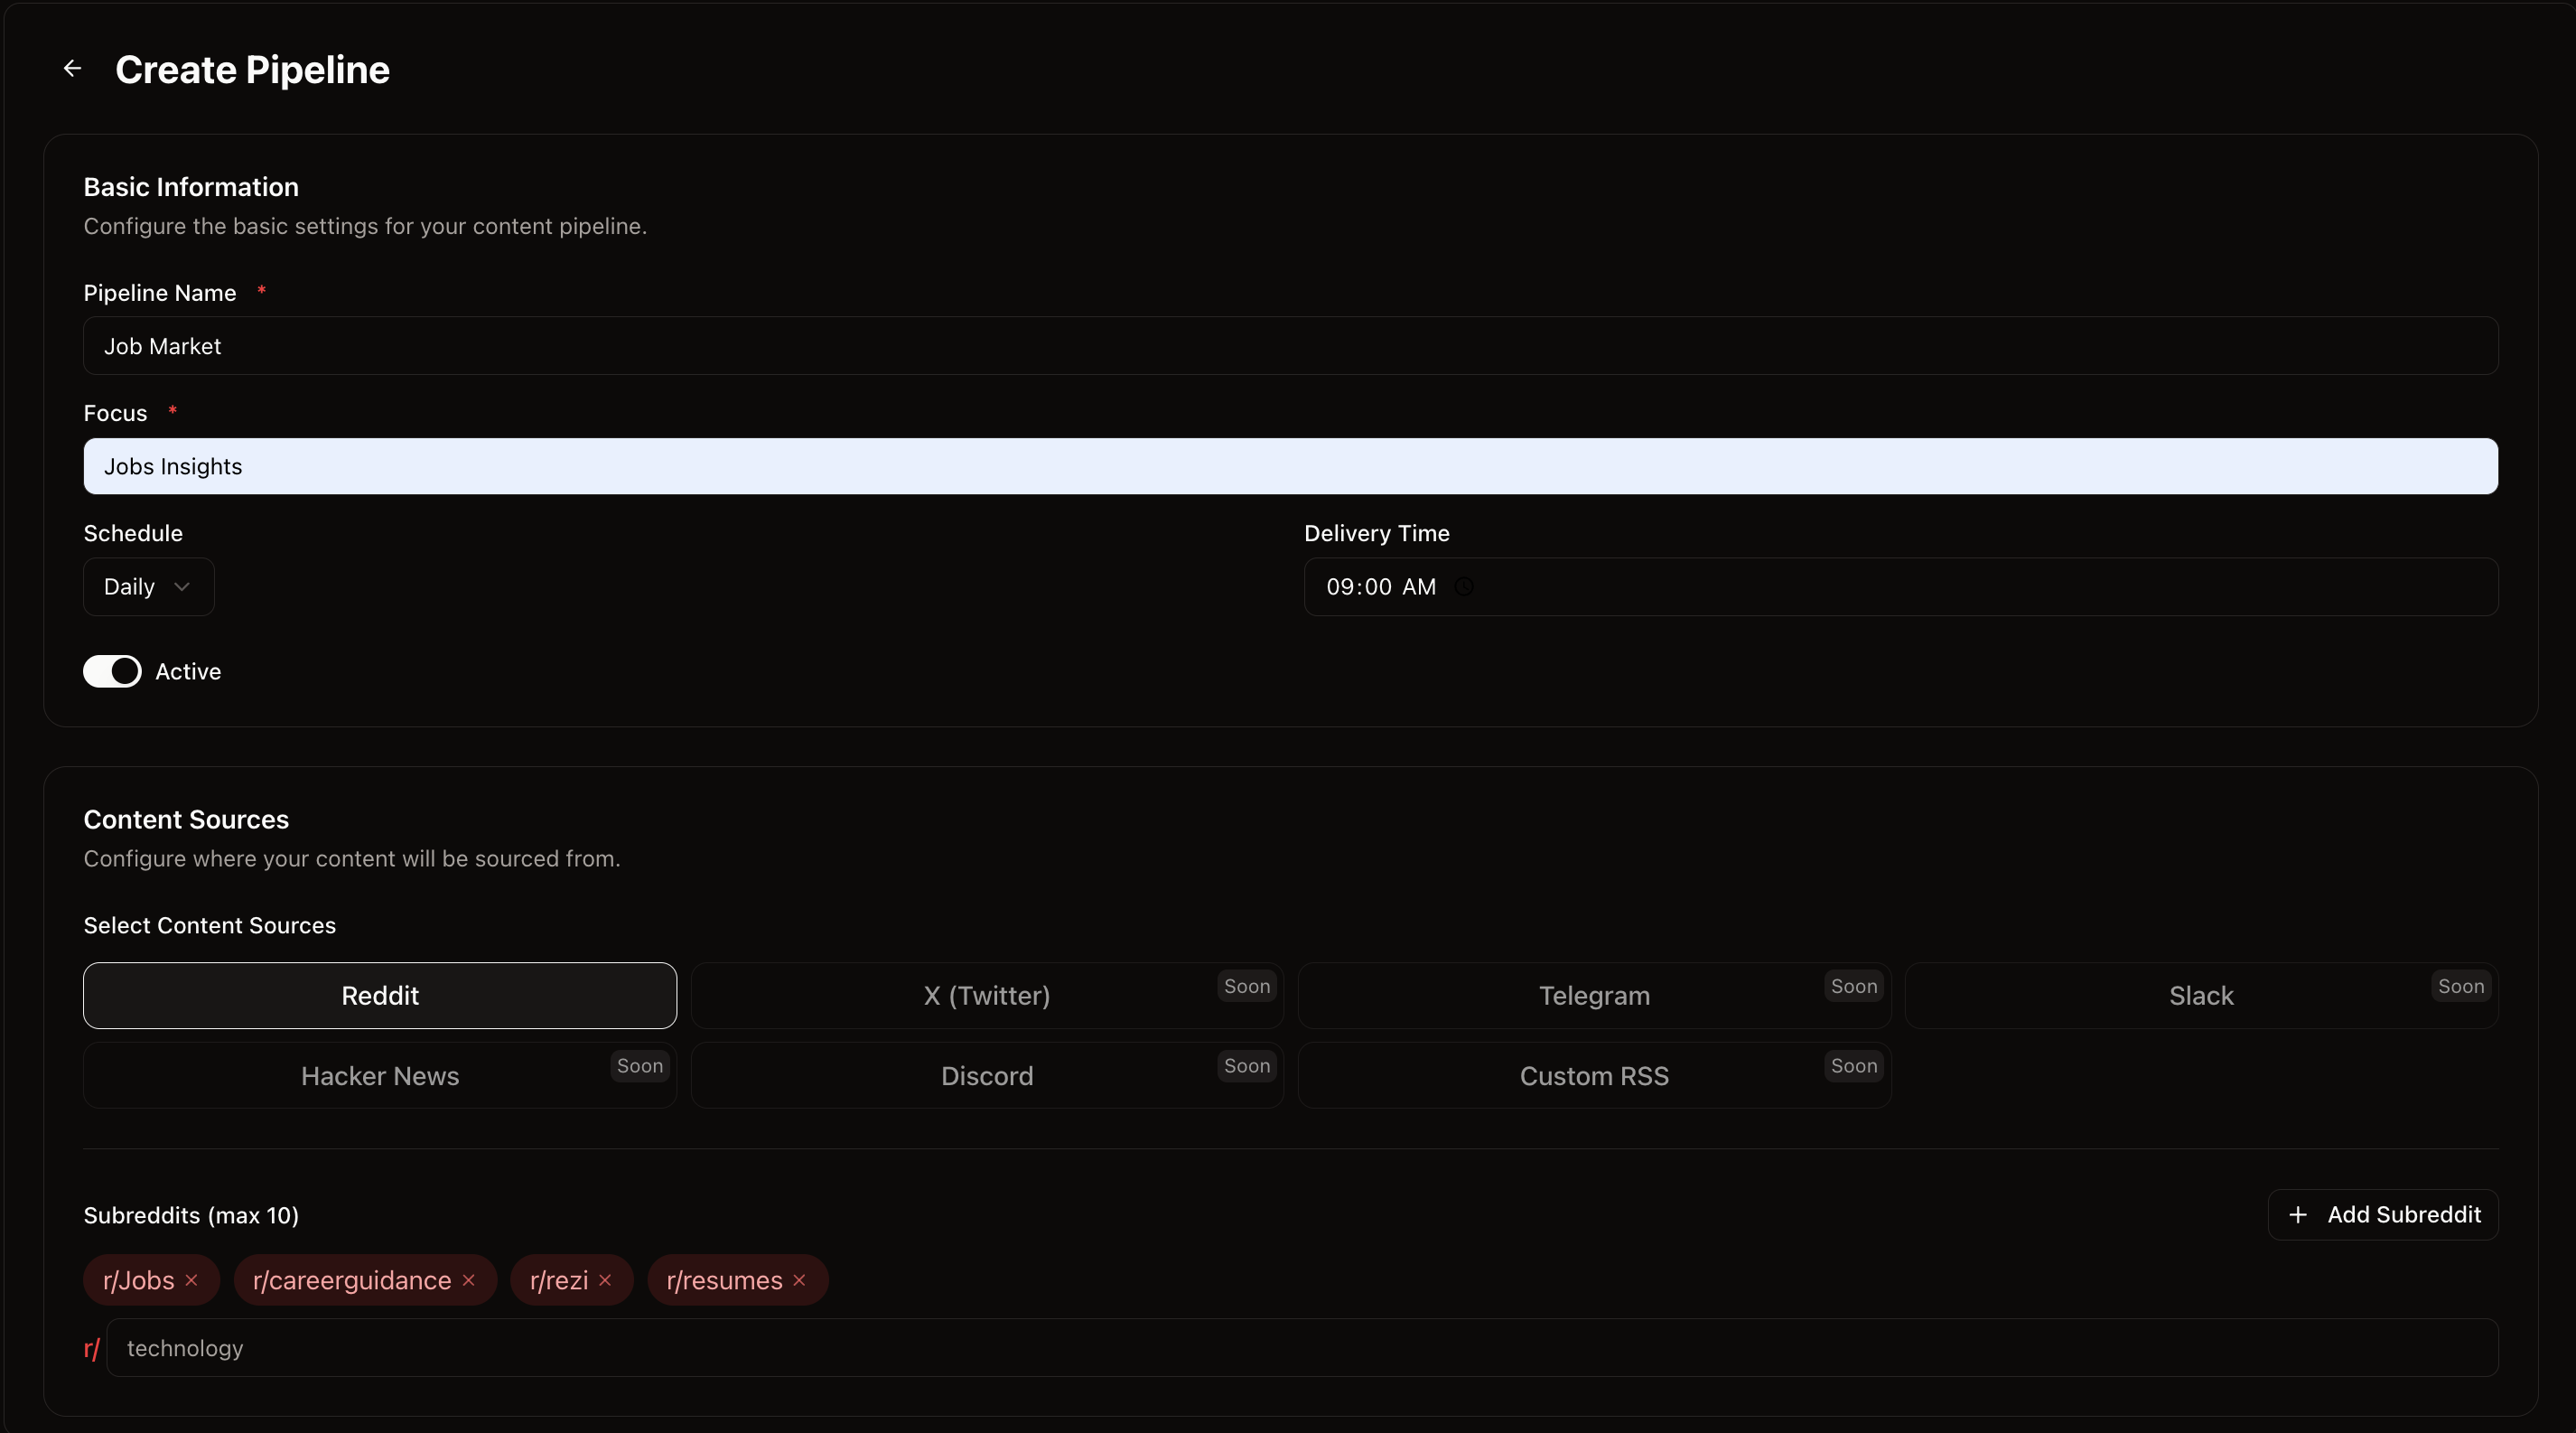 Create Pipeline
Basic Information
Configure the basic settings for your content pipeline.
Pipeline Name *
Job Market
Focus *
Jobs Insights
Schedule
Delivery Time
Daily
09:00 AM
Active
Content Sources
Configure where your content will be sourced from.
Select Content Sources
Reddit
X (Twitter)
Soon
Telegram
Soon
Slack
Soon
Hacker News
Soon
Discord
Soon
Custom RSS
Soon
Subreddits (max 10)
+ Add Subreddit
r/Jobs × r/careerguidance × r/rezi × r/resumes ×
r/ technology